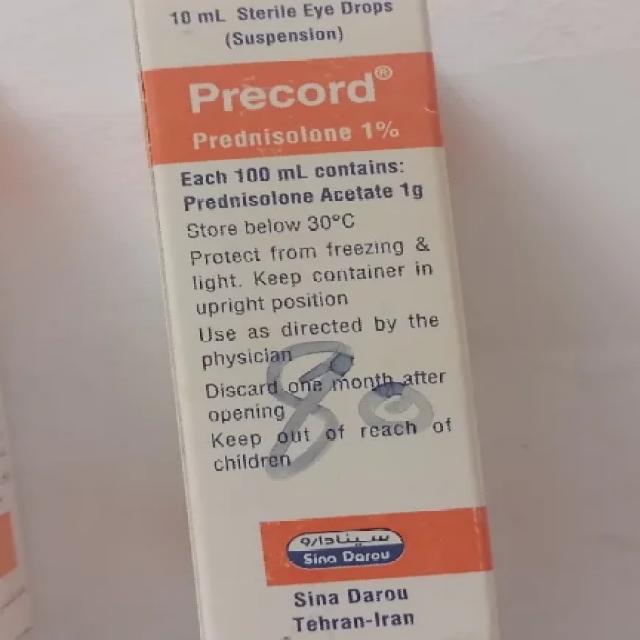 10 mL Sterile Eye Drops
(Suspension)
Precord®
Prednisolone 1%
Each 100 mL contains:
Prednisolone Acetate 1g
Store below 30°C
Protect from freezing &
light. Keep container in
upright position
Use as directed by the
physician
Discard one month after
opening
Keep out of reach of
children
سینادارو
Sina Darou
Sina Darou
Tehran-Iran